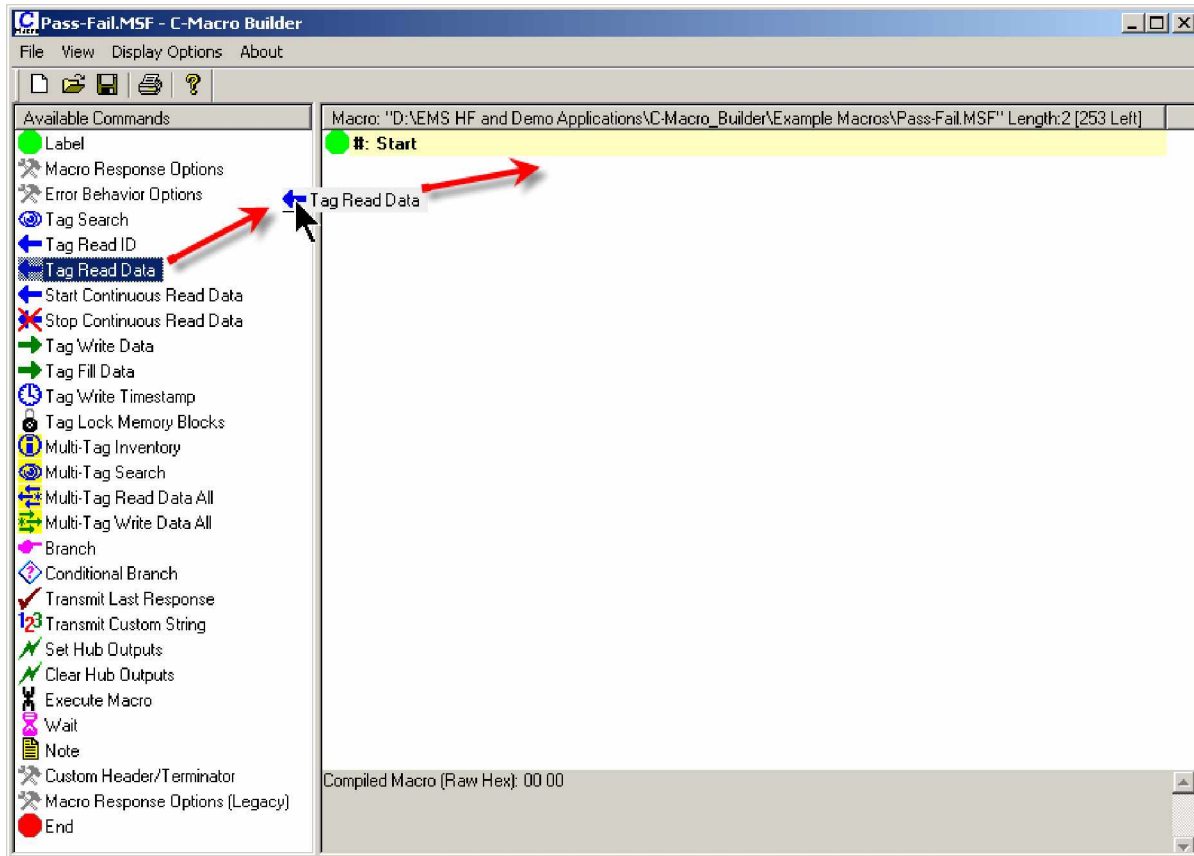 Pass-Fail.MSF - C-Macro Builder
File View Display Options About
Available Commands
Macro: "D:\EMS HF and Demo Applications\C-Macro_Builder\Example Macros\Pass-Fail.MSF" Length:2 [253 Left]
Label
#: Start
Macro Response Options
Error Behavior Options
Tag Read Data
Tag Search
Tag Read ID
Tag Read Data
Start Continuous Read Data
Stop Continuous Read Data
Tag Write Data
Tag Fill Data
Tag Write Timestamp
Tag Lock Memory Blocks
Multi-Tag Inventory
Multi-Tag Search
Multi-Tag Read Data All
Multi-Tag Write Data All
Branch
Conditional Branch
Transmit Last Response
123 Transmit Custom String
Set Hub Outputs
Clear Hub Outputs
Execute Macro
Wait
Note
Custom Header/Terminator
Macro Response Options (Legacy)
End
Compiled Macro (Raw Hex): 00 00